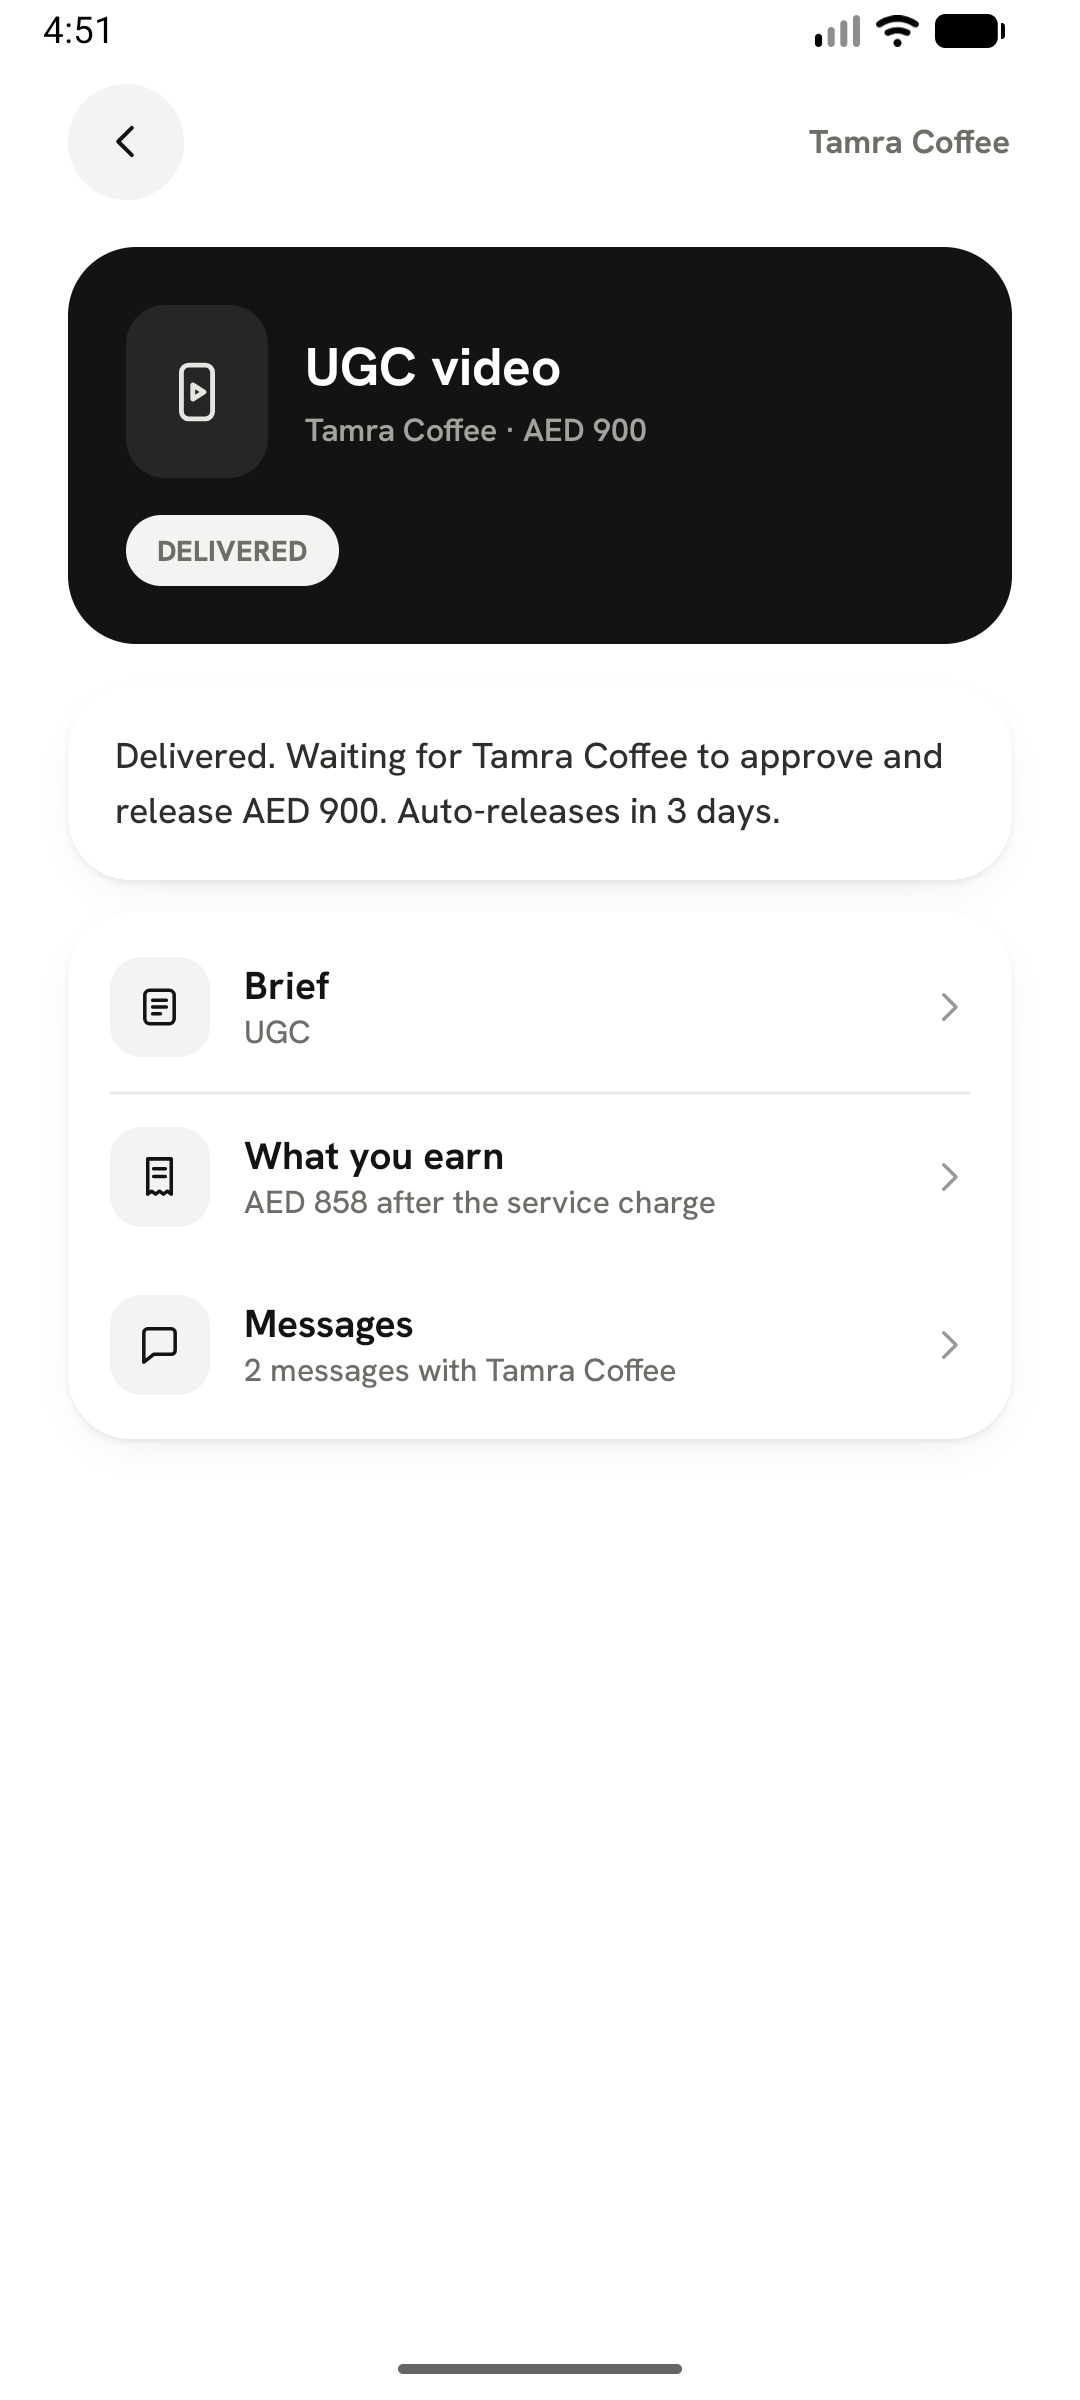 4:51
Tamra Coffee
UGC video
Tamra Coffee · AED 900
DELIVERED
Delivered. Waiting for Tamra Coffee to approve and
release AED 900. Auto-releases in 3 days.
Brief
UGC
What you earn
AED 858 after the service charge
Messages
2 messages with Tamra Coffee